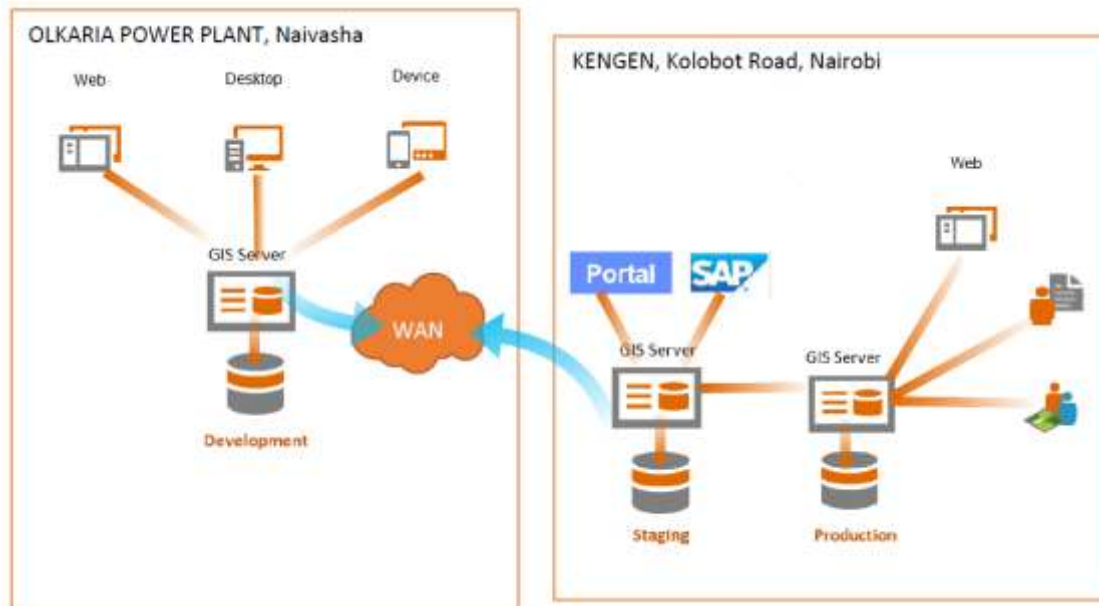 OLKARIA POWER PLANT, Naivasha
Web
Desktop
Device
GIS Server
Development
WAN
KENGEN, Kolobot Road, Nairobi
Web
Portal
SAP
GIS Server
GIS Server
Staging
Production